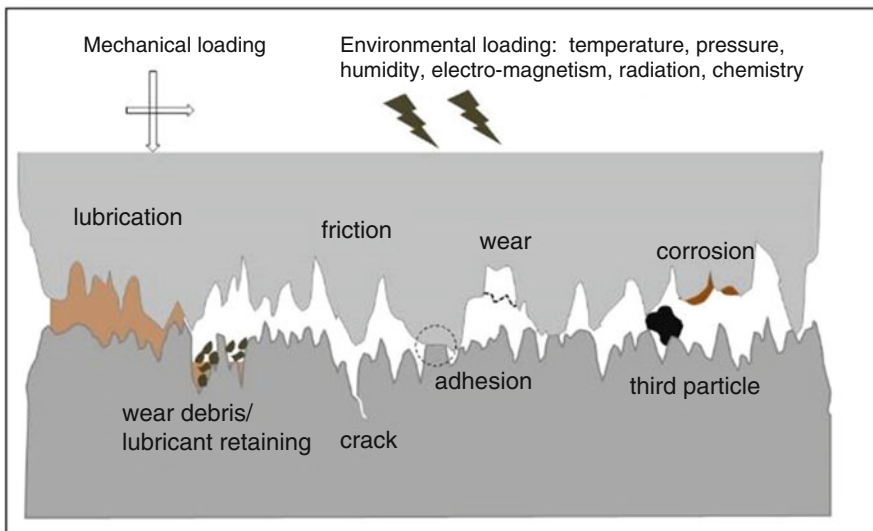 Mechanical loading
Environmental loading: temperature, pressure,
humidity, electro-magnetism, radiation, chemistry
lubrication
friction
wear
corrosion
adhesion
third particle
wear debris/
lubricant retaining
crack